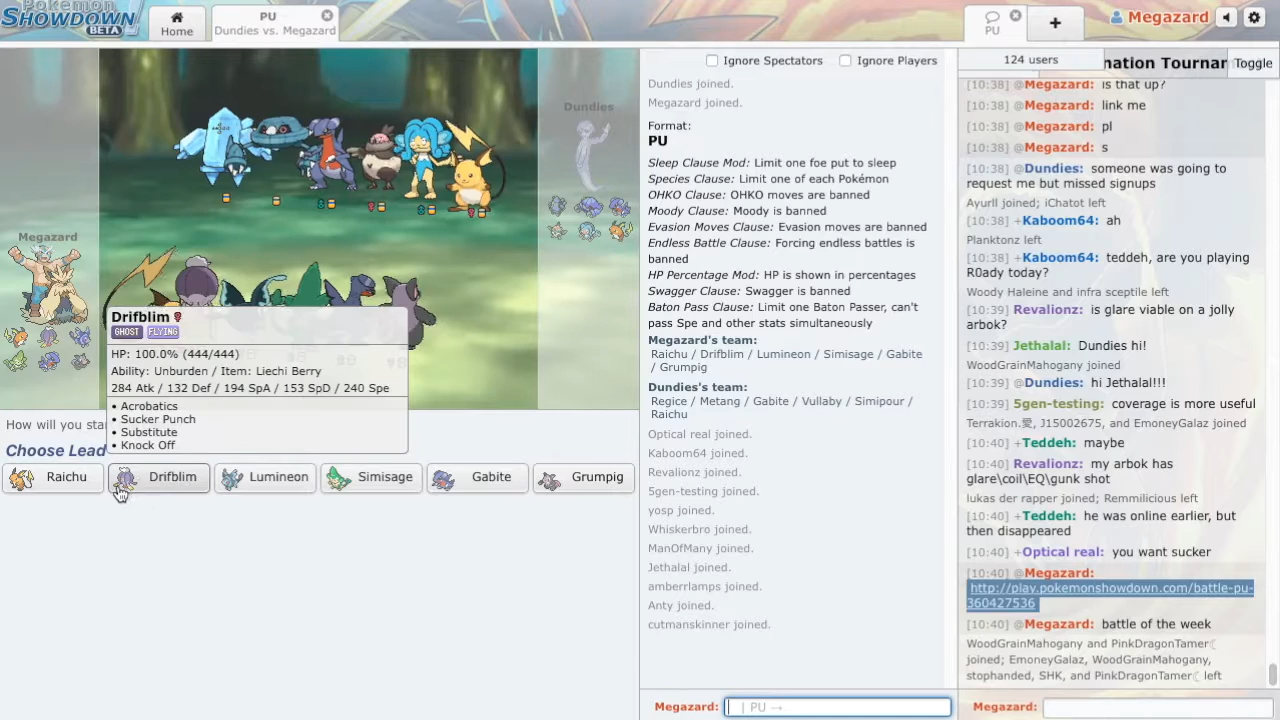 Pokémon
SHOWDOWN
BETA
Home
PU
Dundies vs. Megazard
PU
Megazard
Dundies
Megazard
Drifblim
GHOST FLYING
HP: 100.0% (444/444)
Ability: Unburden / Item: Liechi Berry
284 Atk / 132 Def / 194 SpA / 153 SpD / 240 Spe
• Acrobatics
• Sucker Punch
• Substitute
• Knock Off
How will you star
Choose Lead
Raichu
Drifblim
Lumineon
Simisage
Gabite
Grumpig
Ignore Spectators
Ignore Players
Dundies joined.
Megazard joined.
Format:
PU
Sleep Clause Mod: Limit one foe put to sleep
Species Clause: Limit one of each Pokémon
OHKO Clause: OHKO moves are banned
Moody Clause: Moody is banned
Evasion Moves Clause: Evasion moves are banned
Endless Battle Clause: Forcing endless battles is
banned
HP Percentage Mod: HP is shown in percentages
Swagger Clause: Swagger is banned
Baton Pass Clause: Limit one Baton Passer, can't
pass Spe and other stats simultaneously
Megazard's team:
Raichu / Drifblim / Lumineon / Simisage / Gabite
/ Grumpig
Dundies's team:
Regice / Metang / Gabite / Vullaby / Simipour /
Raichu
Optical real joined.
Kaboom64 joined.
Revalionz joined.
5gen-testing joined.
yosp joined.
Whiskerbro joined.
ManOfMany joined.
Jethalal joined.
amberrlamps joined.
Anty joined.
cutmanskinner joined.
Megazard: | PU →
124 users
nation Tournar
Toggle
[10:38] @Megazard: is that up?
[10:38] @Megazard: link me
[10:38] @Megazard: pl
[10:38] @Megazard: s
[10:38] @Dundies: someone was going to
request me but missed signups
Ayurll joined; iChatot left
[10:38] +Kaboom64: ah
Planktonz left
[10:38] +Kaboom64: teddeh, are you playing
R0ady today?
Woody Haleine and infra sceptile left
[10:39] Revalionz: is glare viable on a jolly
arbok?
[10:39] Jethalal: Dundies hi!
WoodGrainMahogany joined
[10:39] @Dundies: hi Jethalal!!!
[10:39] 5gen-testing: coverage is more useful
Terrakion.愛, J15002675, and EmoneyGalaz joined
[10:40] +Teddeh: maybe
[10:40] Revalionz: my arbok has
glare\coil\EQ\gunk shot
lukas der rapper joined; Remmilicious left
[10:40] +Teddeh: he was online earlier, but
then disappeared
[10:40] +Optical real: you want sucker
[10:40] @Megazard:
http://play.pokemonshowdown.com/battle-pu-
360427536
[10:40] @Megazard: battle of the week
WoodGrainMahogany and PinkDragonTamer☾
joined; EmoneyGalaz, WoodGrainMahogany,
stophanded, SHK, and PinkDragonTamer☾ left
Megazard: